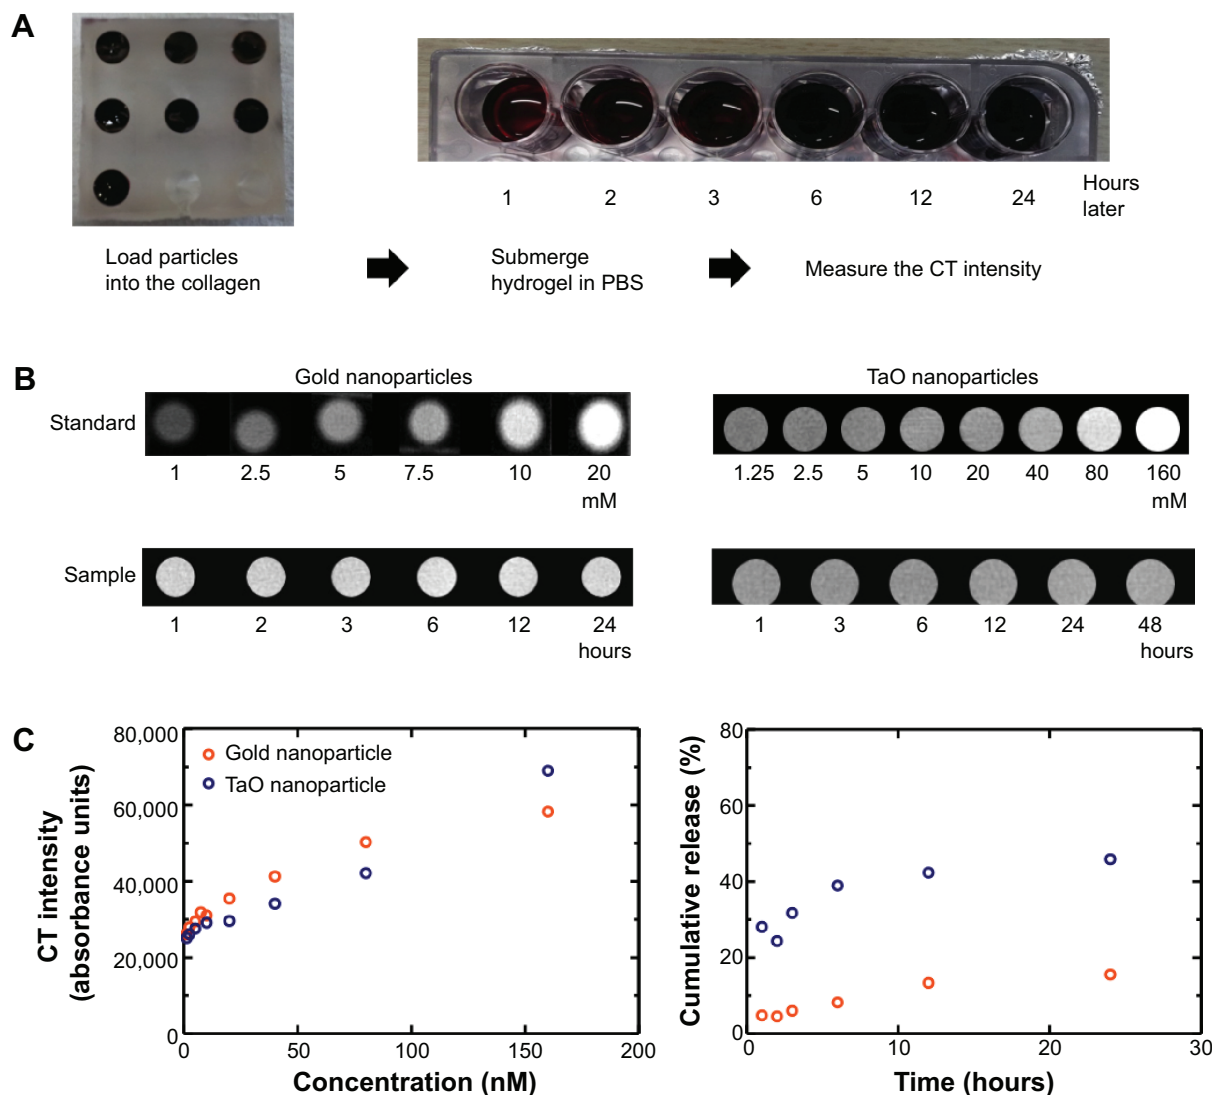 A
1 2 3 6 12 24 Hours
later
Load particles
into the collagen
Submerge
hydrogel in PBS
Measure the CT intensity
B
Gold nanoparticles
Standard
1 2.5 5 7.5 10 20
mM
Sample
1 2 3 6 12 24
hours
TaO nanoparticles
1.25 2.5 5 10 20 40 80 160
mM
1 3 6 12 24 48
hours
C
CT intensity
(absorbance units)
80,000
60,000
40,000
20,000
0
Gold nanoparticle
TaO nanoparticle
0 50 100 150 200
Concentration (nM)
Cumulative release (%)
80
60
40
20
0
0 10 20 30
Time (hours)